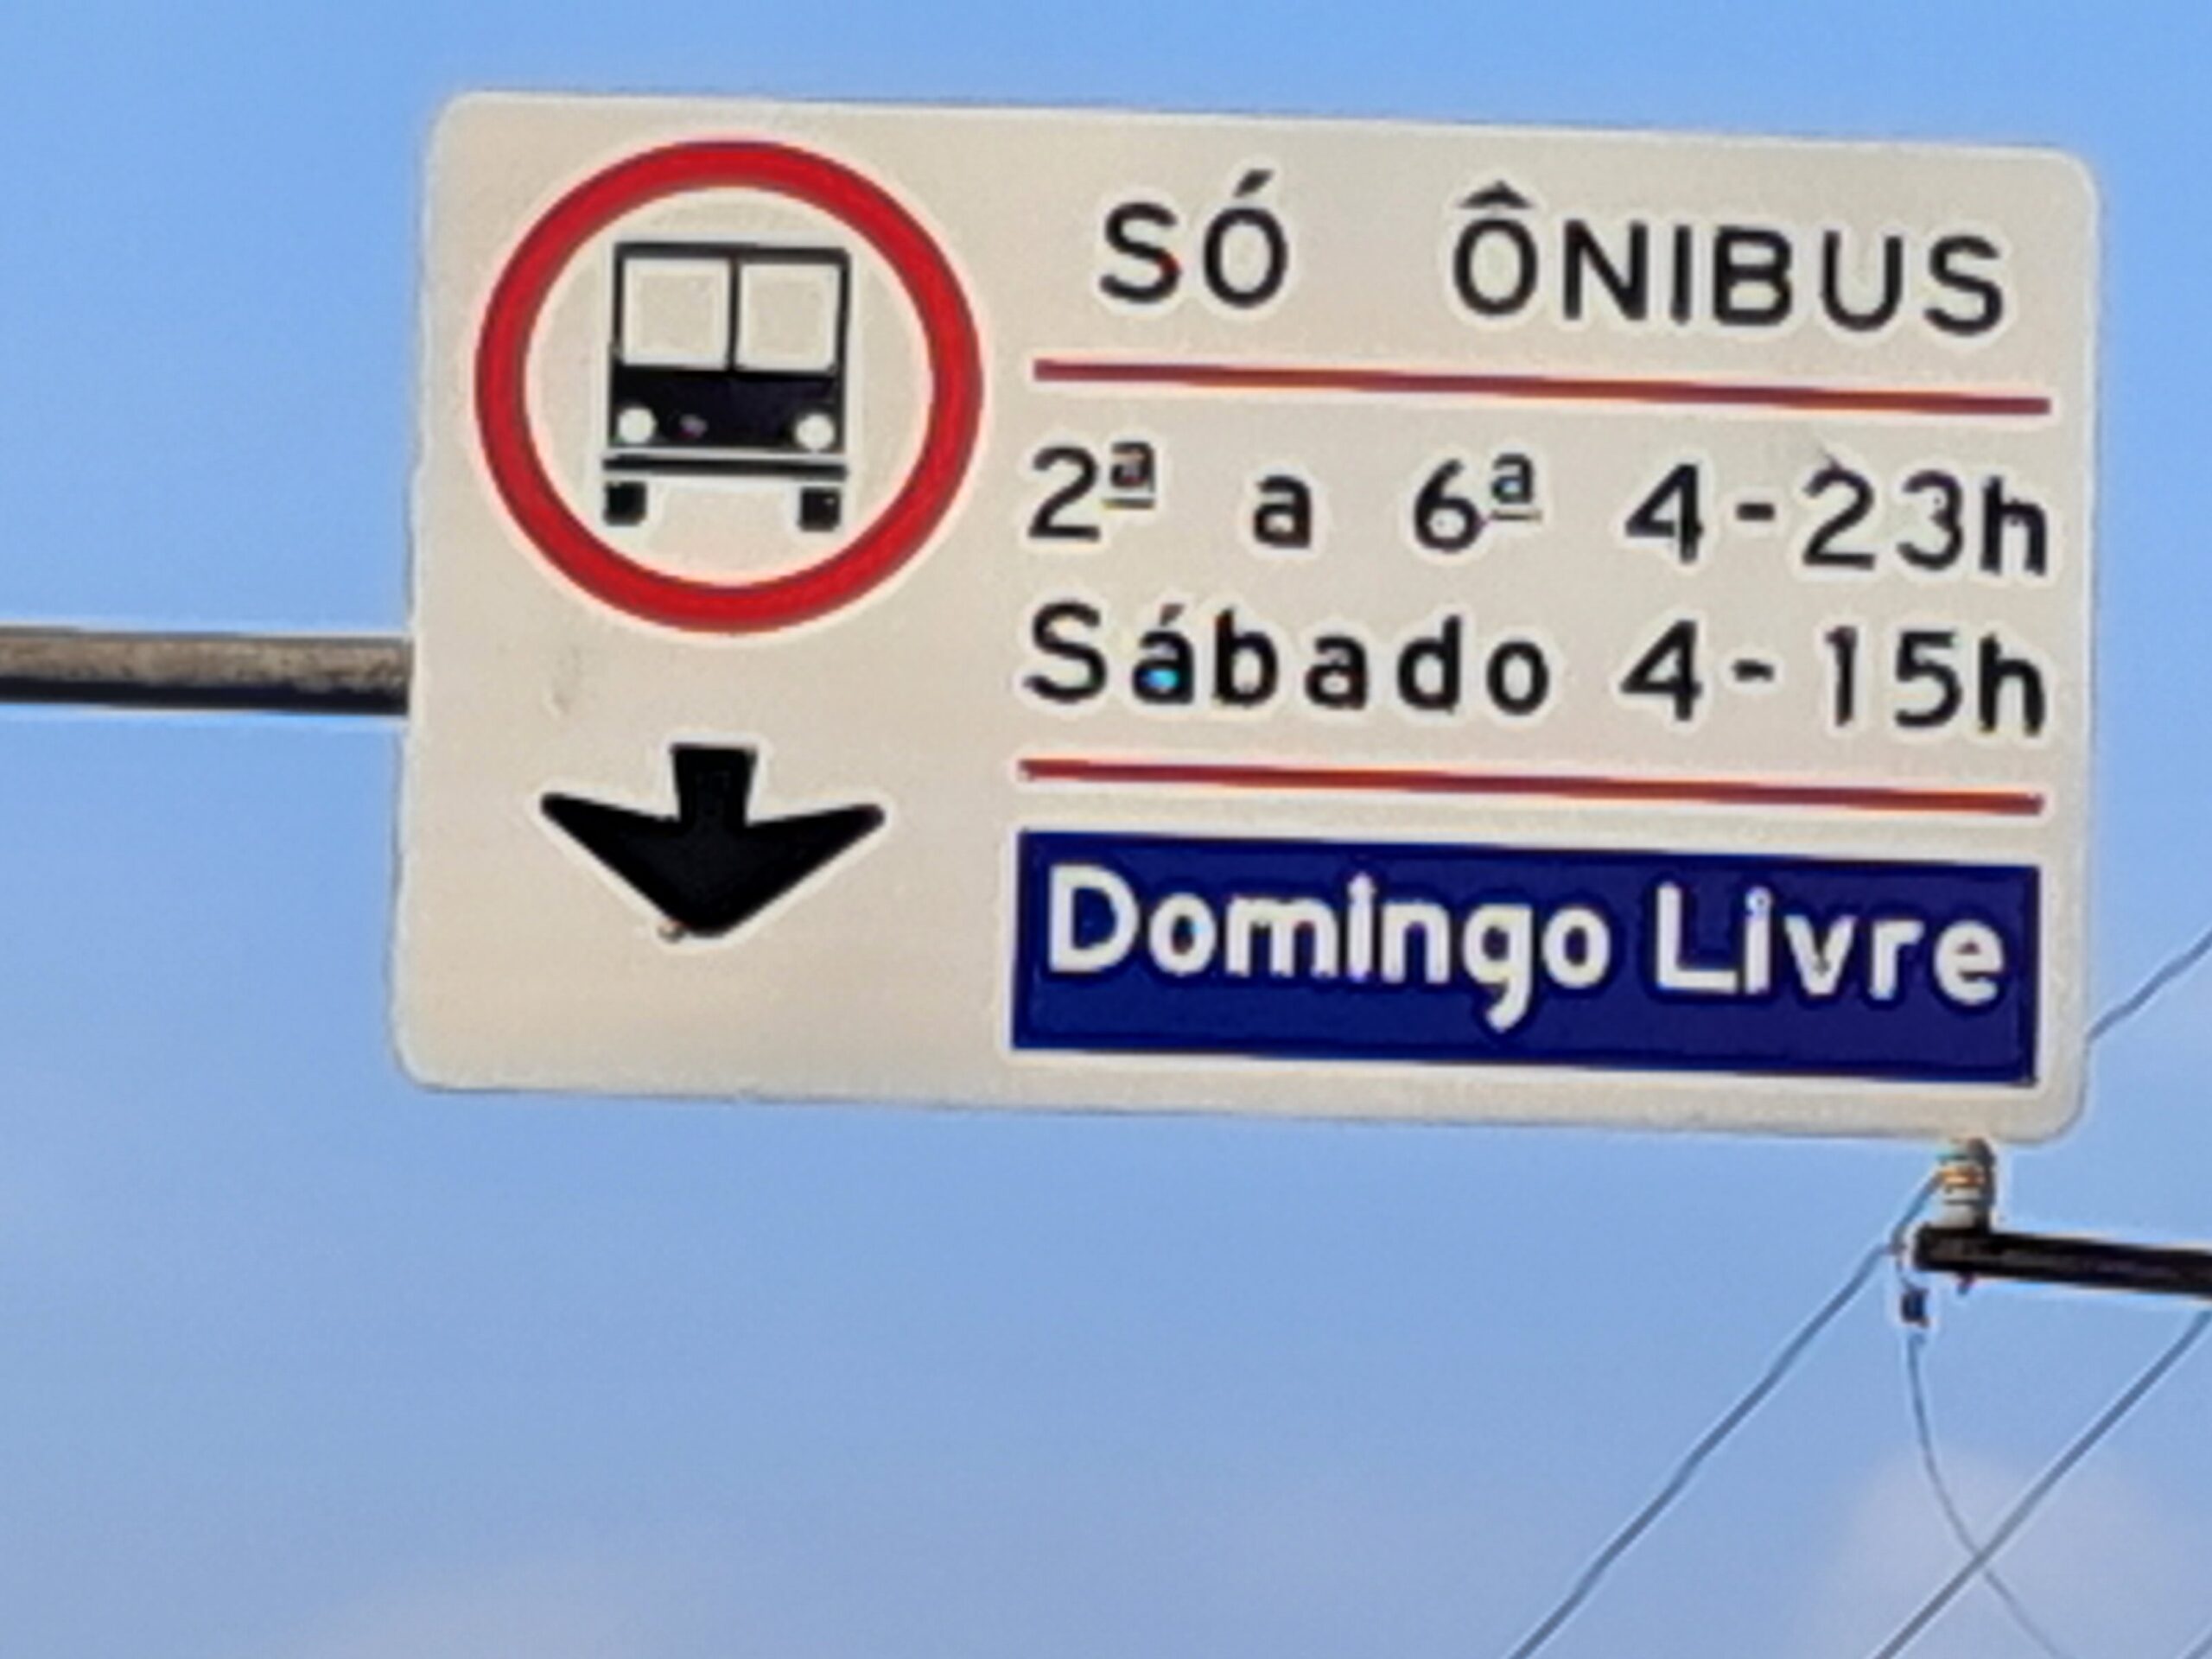 SÓ ÔNIBUS
2ª a 6ª 4-23h
Sábado 4-15h
Domingo Livre